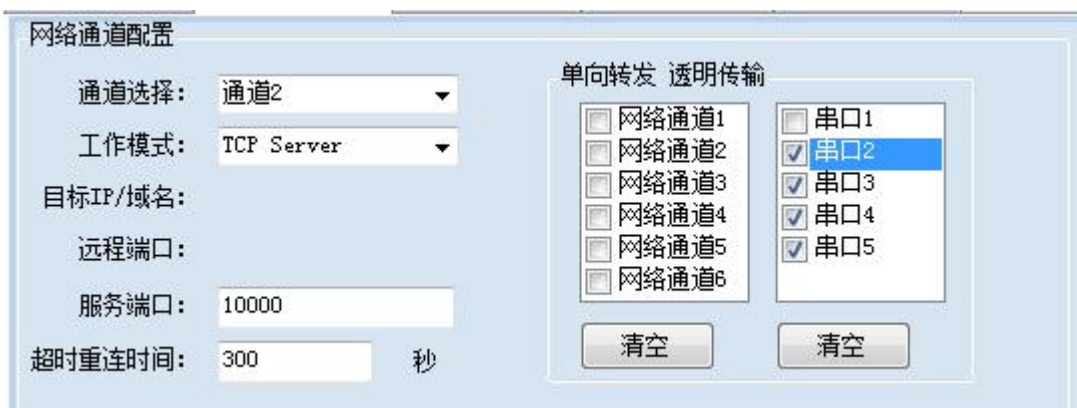 网络通道配置
通道选择： 通道2
工作模式： TCP Server
目标IP/域名：
远程端口：
服务端口： 10000
超时重连时间： 300 秒
单向转发 透明传输
网络通道1
网络通道2
网络通道3
网络通道4
网络通道5
网络通道6
清空
串口1
串口2
串口3
串口4
串口5
清空